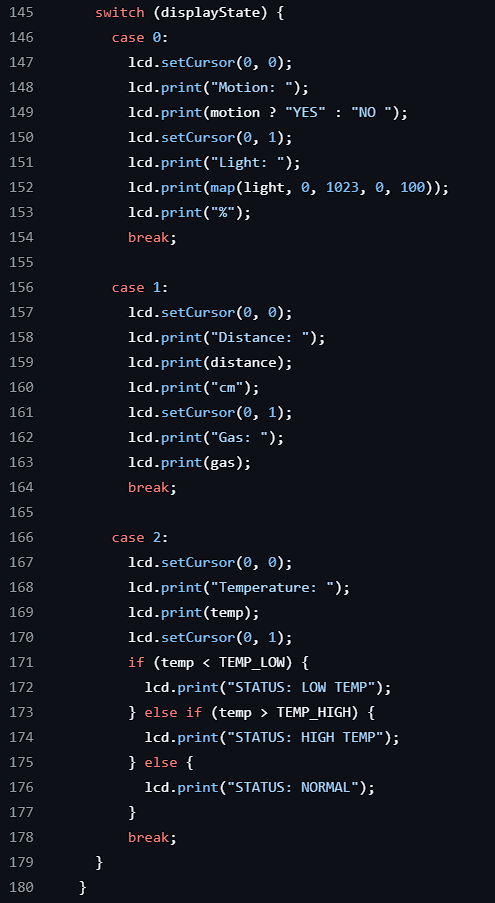 145 switch (displayState) {
146 case 0:
147 lcd.setCursor(0, 0);
148 lcd.print("Motion: ");
149 lcd.print(motion ? "YES" : "NO ");
150 lcd.setCursor(0, 1);
151 lcd.print("Light: ");
152 lcd.print(map(light, 0, 1023, 0, 100));
153 lcd.print("%");
154 break;
155
156 case 1:
157 lcd.setCursor(0, 0);
158 lcd.print("Distance: ");
159 lcd.print(distance);
160 lcd.print("cm");
161 lcd.setCursor(0, 1);
162 lcd.print("Gas: ");
163 lcd.print(gas);
164 break;
165
166 case 2:
167 lcd.setCursor(0, 0);
168 lcd.print("Temperature: ");
169 lcd.print(temp);
170 lcd.setCursor(0, 1);
171 if (temp < TEMP_LOW) {
172 lcd.print("STATUS: LOW TEMP");
173 } else if (temp > TEMP_HIGH) {
174 lcd.print("STATUS: HIGH TEMP");
175 } else {
176 lcd.print("STATUS: NORMAL");
177 }
178 break;
179 }
180 }